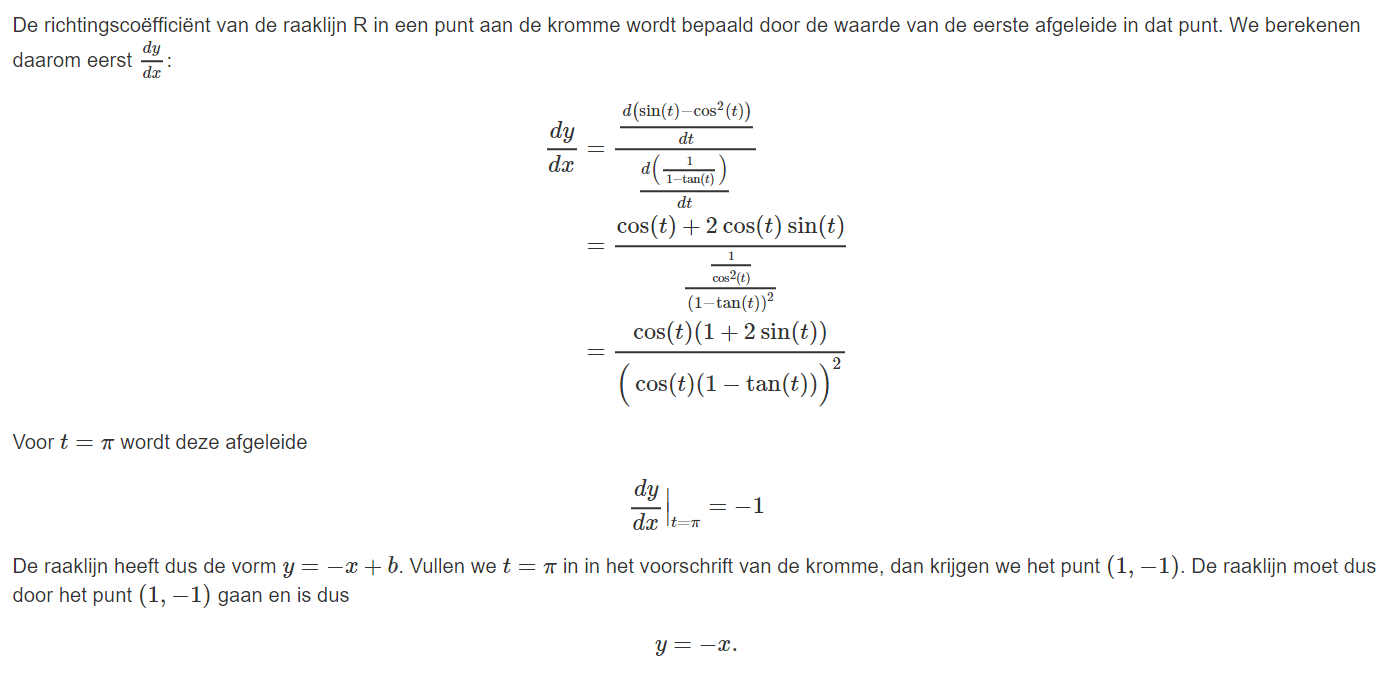 De richtingscoëfficiënt van de raaklijn R in een punt aan de kromme wordt bepaald door de waarde van de eerste afgeleide in dat punt. We berekenen
daarom eerst $\frac{dy}{dx}$:
$\frac{dy}{dx} = \frac{\frac{d(\sin(t)-\cos^2(t))}{dt}}{\frac{d\left(\frac{1}{1-\tan(t)}\right)}{dt}}$
$= \frac{\cos(t)+2\cos(t)\sin(t)}{\frac{\frac{1}{\cos^2(t)}}{(1-\tan(t))^2}}$
$= \frac{\cos(t)(1+2\sin(t))}{\left(\cos(t)(1-\tan(t))\right)^2}$
Voor $t = \pi$ wordt deze afgeleide
$\frac{dy}{dx}\Big|_{t=\pi} = -1$
De raaklijn heeft dus de vorm $y = -x + b$. Vullen we $t = \pi$ in in het voorschrift van de kromme, dan krijgen we het punt $(1, -1)$. De raaklijn moet dus
door het punt $(1, -1)$ gaan en is dus
$y = -x.$